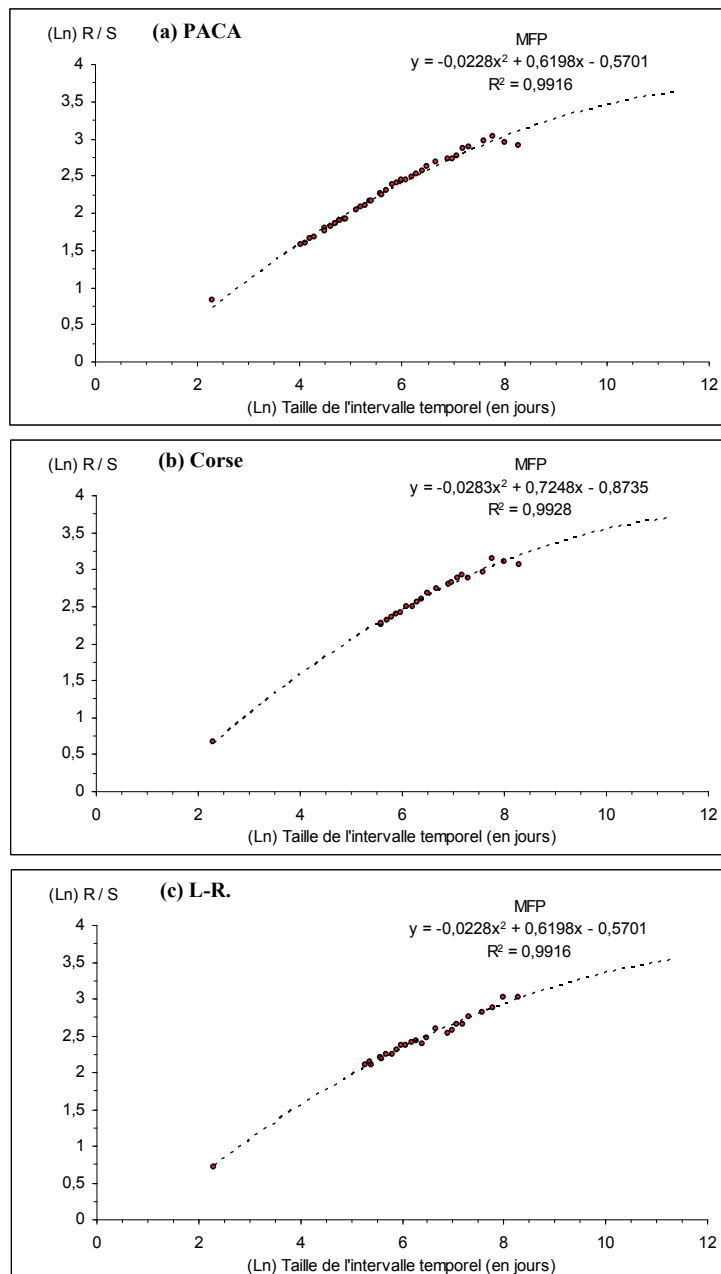 (Ln) R / S
(a) PACA
MFP
y = -0,0228x² + 0,6198x - 0,5701
R² = 0,9916
4
3,5
3
2,5
2
1,5
1
0,5
0
0 2 4 6 8 10 12
(Ln) Taille de l'intervalle temporel (en jours)
(Ln) R / S
(b) Corse
MFP
y = -0,0283x² + 0,7248x - 0,8735
R² = 0,9928
4
3,5
3
2,5
2
1,5
1
0,5
0
0 2 4 6 8 10 12
(Ln) Taille de l'intervalle temporel (en jours)
(Ln) R / S
(c) L-R.
MFP
y = -0,0228x² + 0,6198x - 0,5701
R² = 0,9916
4
3,5
3
2,5
2
1,5
1
0,5
0
0 2 4 6 8 10 12
(Ln) Taille de l'intervalle temporel (en jours)